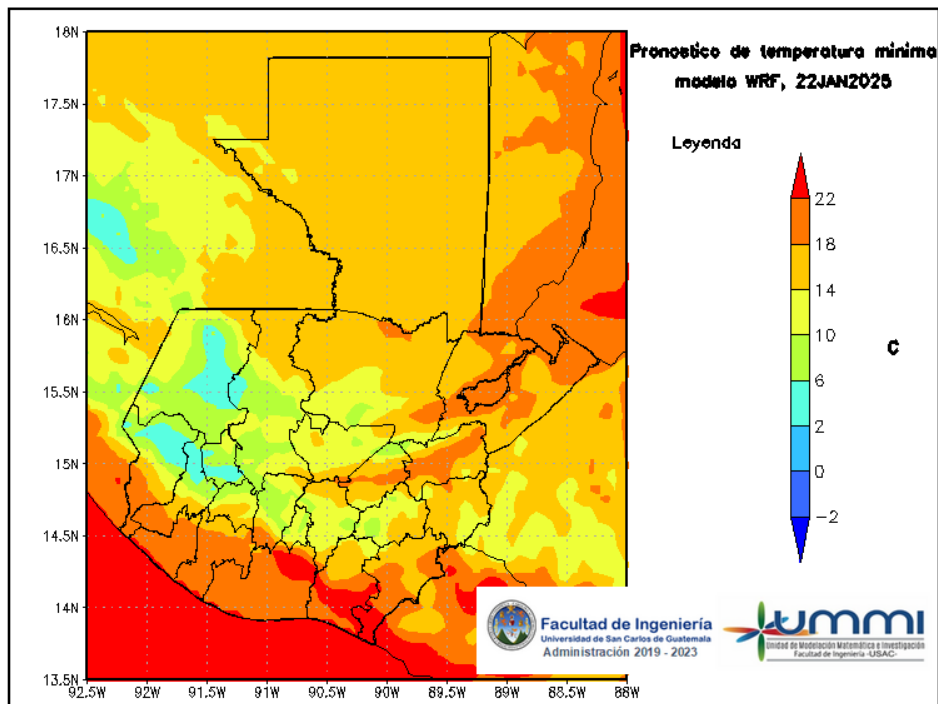 Pronostico de temperatura minima
modelo WRF, 22JAN2025
Leyenda
22
18
14
10
6
2
0
−2
C
18N
17.5N
17N
16.5N
16N
15.5N
15N
14.5N
14N
13.5N
92.5W
92W
91.5W
91W
90.5W
90W
89.5W
89W
88.5W
88W
Facultad de Ingeniería
Universidad de San Carlos de Guatemala
Administración 2019 - 2023
UMMI
Unidad de Modelación Matemática e Investigación
Facultad de Ingeniería -USAC-